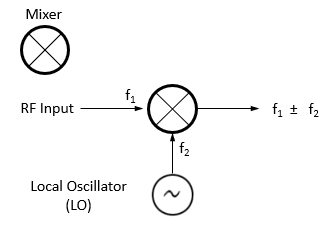 Mixer
f₁
RF Input
f₁ ± f₂
f₂
Local Oscillator
(LO)
~